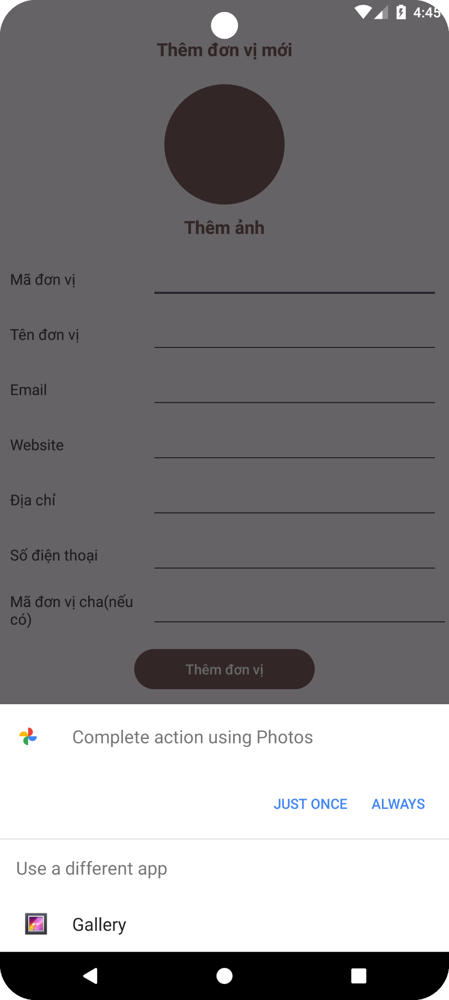 4:45
Thêm đơn vị mới
Thêm ảnh
Mã đơn vị
Tên đơn vị
Email
Website
Địa chỉ
Số điện thoại
Mã đơn vị cha(nếu
có)
Thêm đơn vị
Complete action using Photos
JUST ONCE ALWAYS
Use a different app
Gallery